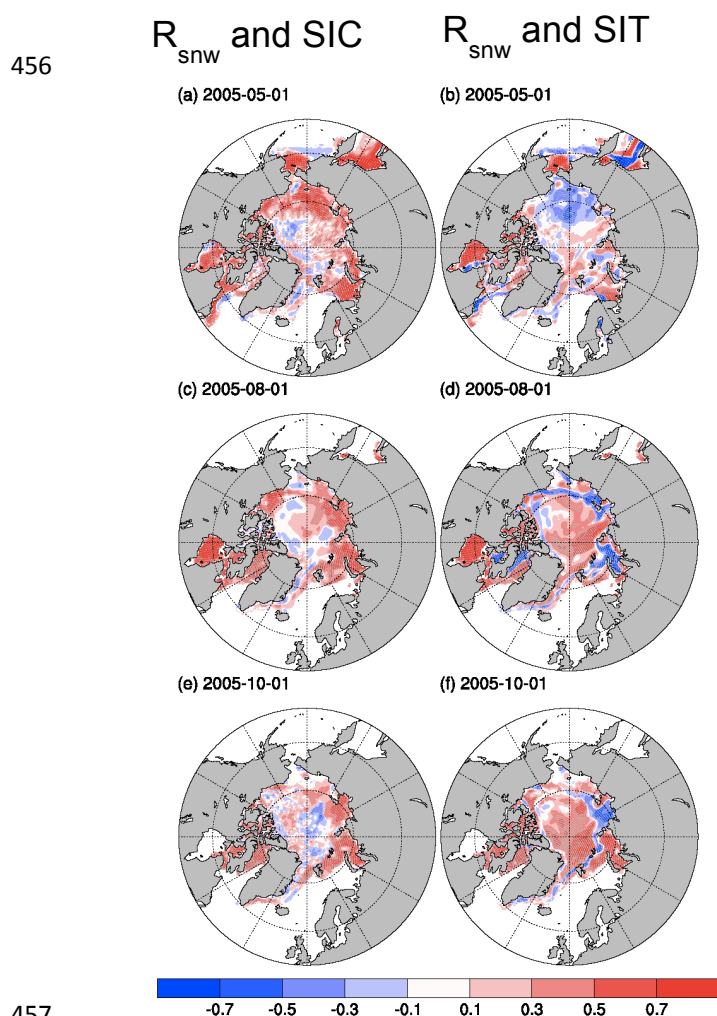 R_snw and SIC R_snw and SIT
456
(a) 2005-05-01 (b) 2005-05-01
(c) 2005-08-01 (d) 2005-08-01
(e) 2005-10-01 (f) 2005-10-01
457
-0.7 -0.5 -0.3 -0.1 0.1 0.3 0.5 0.7